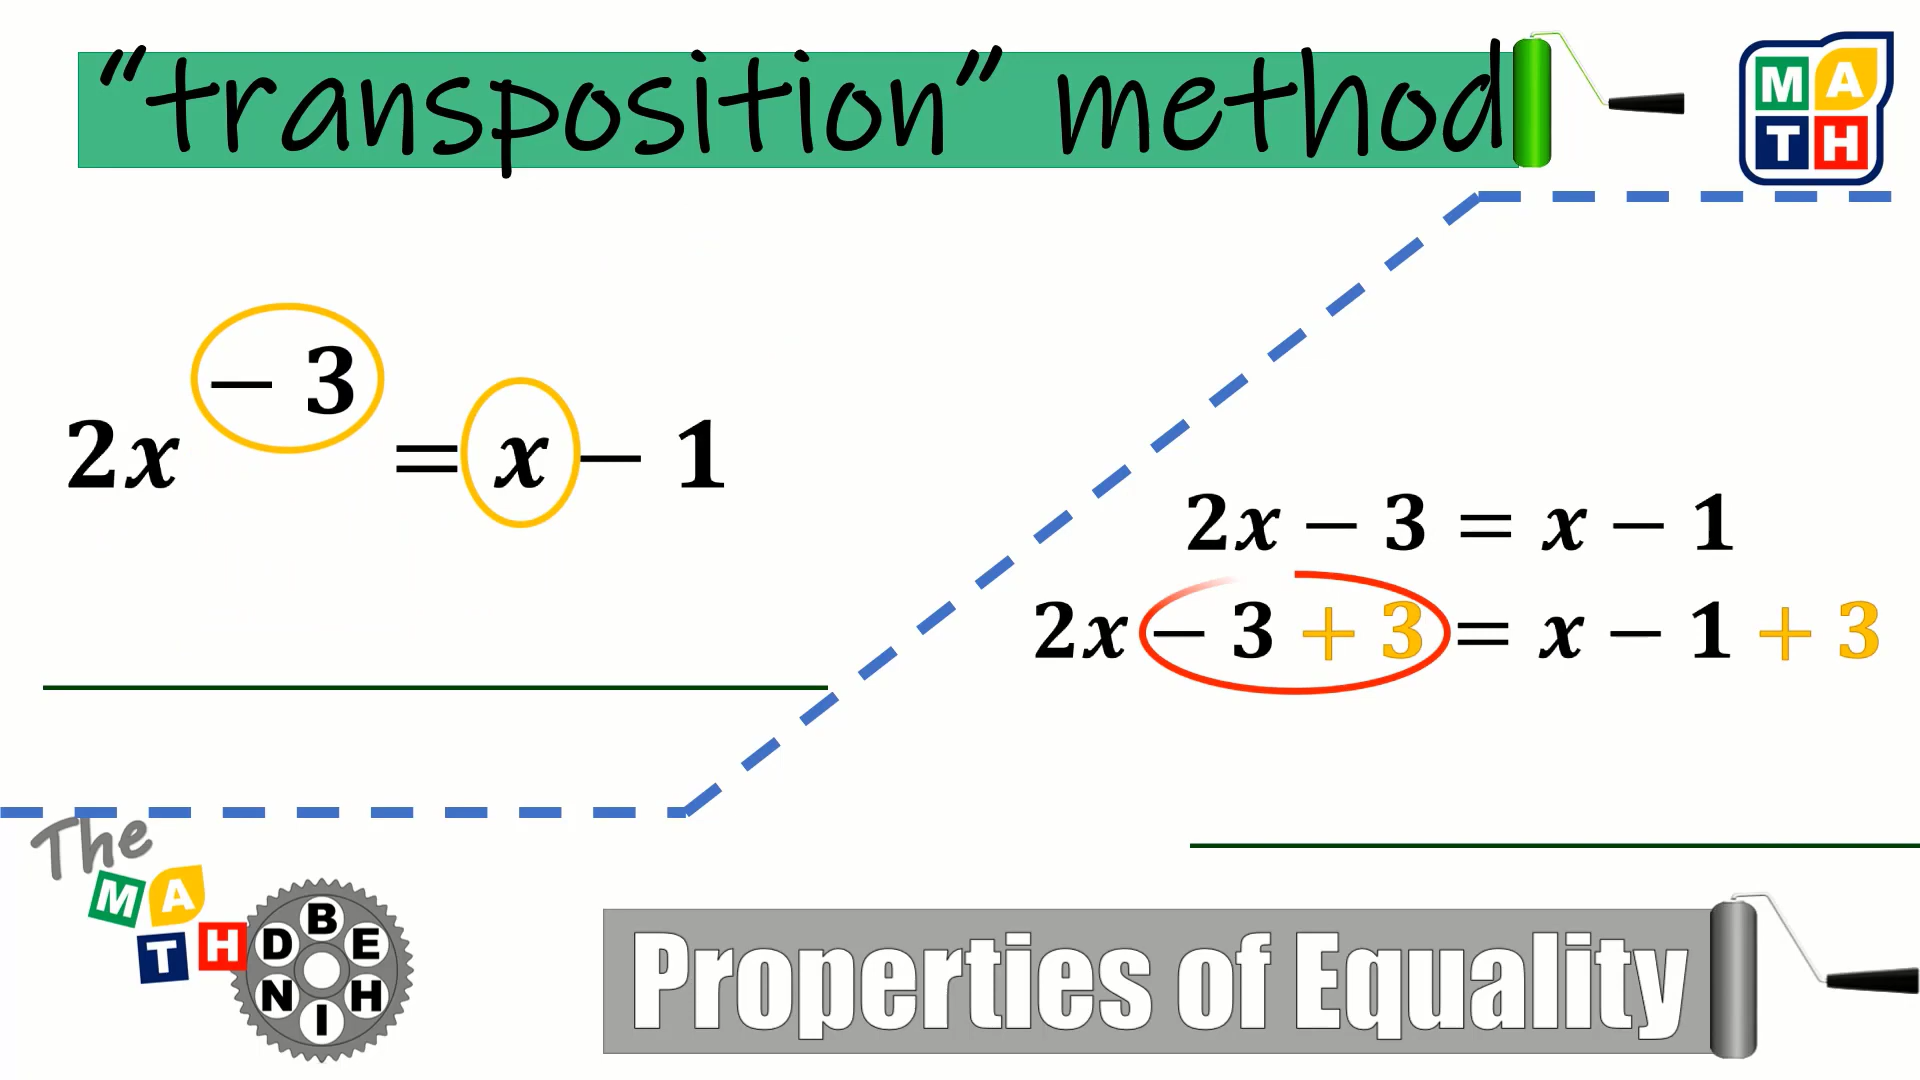 “transposition” method
MATH
2x − 3 = x − 1
2x − 3 = x − 1
2x − 3 + 3 = x − 1 + 3
The
MATH
BEHIND
Properties of Equality